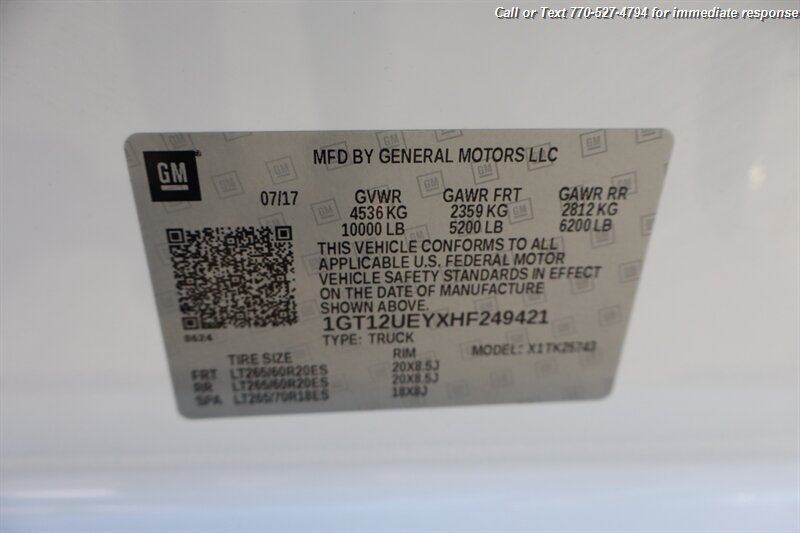 Call or Text 770-527-4794 for immediate response
GM
MFD BY GENERAL MOTORS LLC
07/17 GVWR GAWR FRT GAWR RR
4536 KG 2359 KG 2812 KG
10000 LB 5200 LB 6200 LB
THIS VEHICLE CONFORMS TO ALL
APPLICABLE U.S. FEDERAL MOTOR
VEHICLE SAFETY STANDARDS IN EFFECT
ON THE DATE OF MANUFACTURE
SHOWN ABOVE.
1GT12UEYXHF249421
8624
TYPE: TRUCK MODEL:
TIRE SIZE RIM
FRT LT265/60R20ES 20X8.5J
RR LT265/60R20ES 20X8.5J
SPA LT265/70R18ES 18X8J